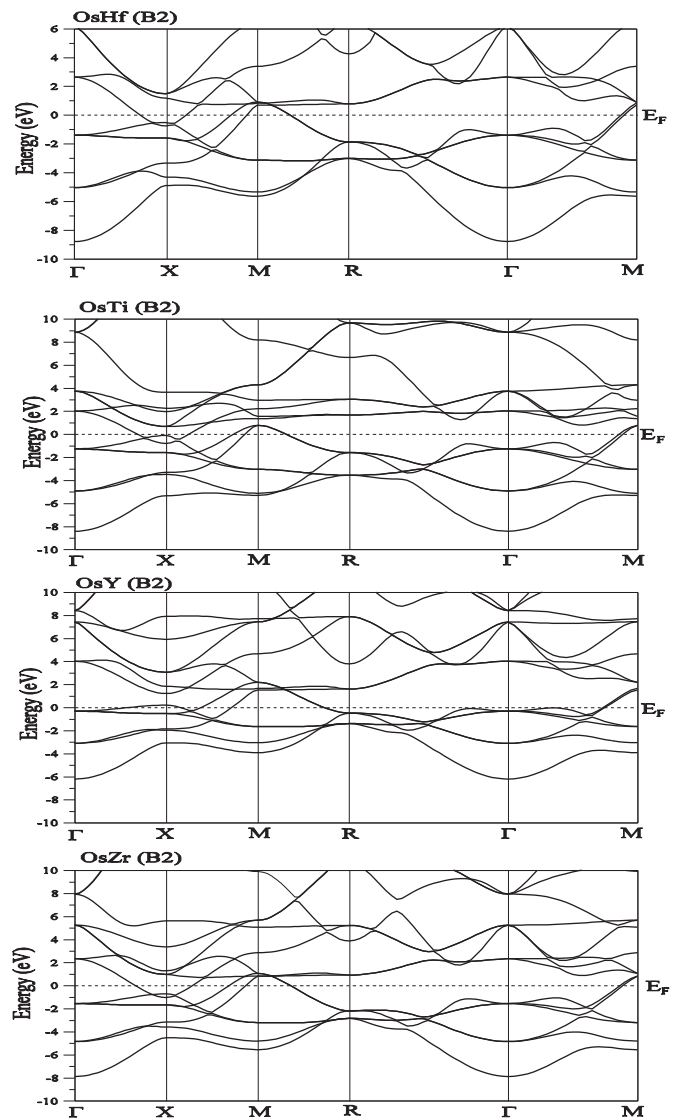 OsHf (B2)
6
4
2
0
-2
-4
-6
-8
-10
Energy (eV)
E_F
Γ X M R Γ M
OsTi (B2)
10
8
6
4
2
0
-2
-4
-6
-8
-10
Energy (eV)
E_F
Γ X M R Γ M
OsY (B2)
10
8
6
4
2
0
-2
-4
-6
-8
-10
Energy (eV)
E_F
Γ X M R Γ M
OsZr (B2)
10
8
6
4
2
0
-2
-4
-6
-8
-10
Energy (eV)
E_F
Γ X M R Γ M